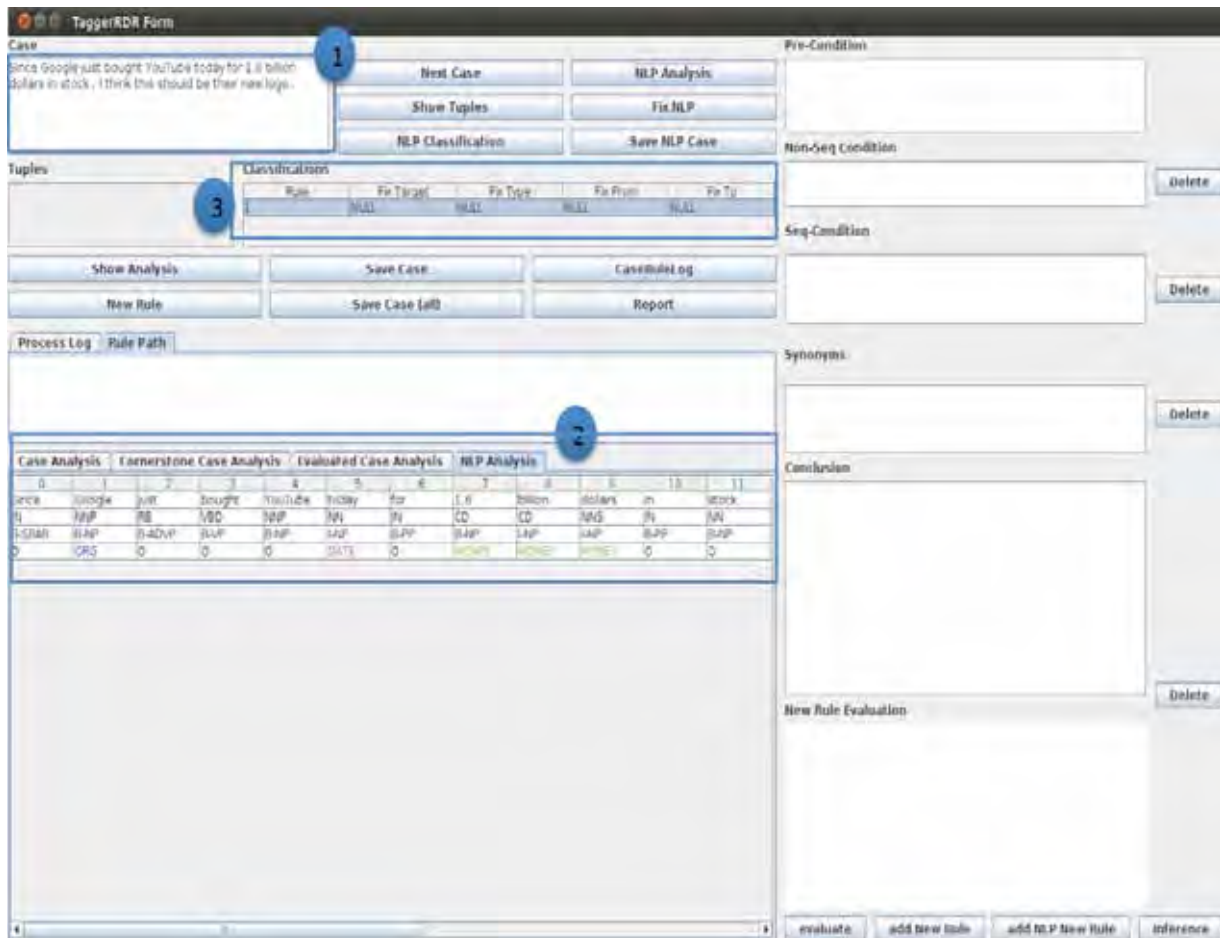 TaggerRDR Form
Case
Since Google just bought YouTube today for 1.6 billion
dollars in stock , I think this should be their new logo .
1
Next Case
NLP Analysis
Show Tuples
Fix NLP
NLP Classification
Save NLP Case
Tuples
Classifications
Rule Fix Target Fix Type Fix From Fix To
1 NULL NULL NULL NULL
3
Show Analysis
Save Case
CaseRuleLog
New Rule
Save Case (all)
Report
Process Log
Rule Path
2
Case Analysis
Cornerstone Case Analysis
Evaluated Case Analysis
NLP Analysis
0 1 2 3 4 5 6 7 8 9 10 11
Since Google just bought YouTube today for 1.6 billion dollars in stock
IN NNP RB VBD NNP NN IN CD CD NNS IN NN
B-SBAR B-NP B-ADVP B-VP B-NP I-NP B-PP B-NP I-NP I-NP B-PP B-NP
O ORG O O O DATE O MONEY MONEY MONEY O O
Pre-Condition
Non-Seq Condition
Delete
Seq-Condition
Delete
Synonyms
Delete
Conclusion
Delete
New Rule Evaluation
evaluate
add New Rule
add NLP New Rule
Inference